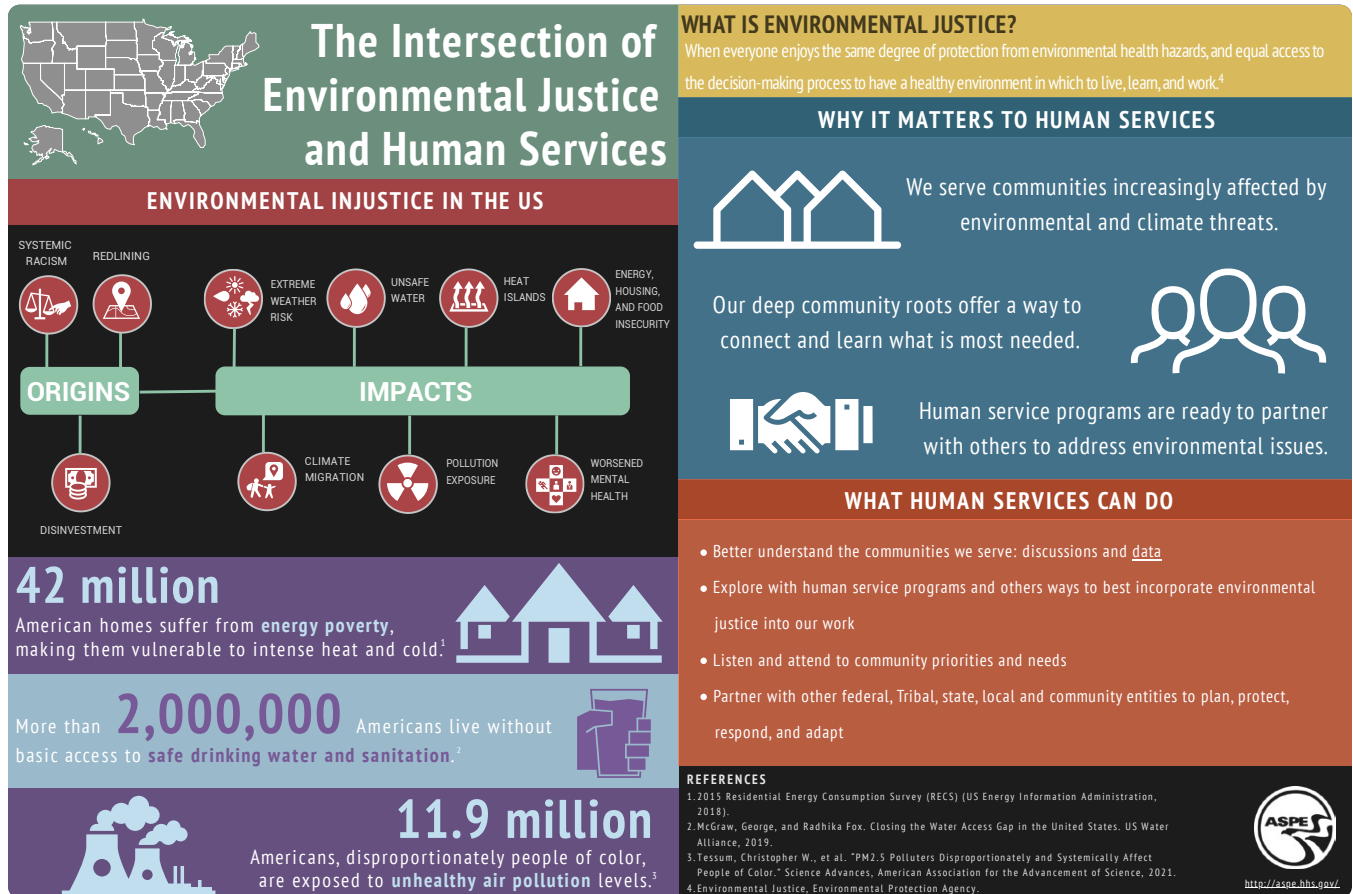 The Intersection of
Environmental Justice
and Human Services
ENVIRONMENTAL INJUSTICE IN THE US
SYSTEMIC
RACISM
REDLINING
EXTREME
WEATHER
RISK
UNSAFE
WATER
HEAT
ISLANDS
ENERGY,
HOUSING,
AND FOOD
INSECURITY
ORIGINS
IMPACTS
DISINVESTMENT
CLIMATE
MIGRATION
POLLUTION
EXPOSURE
WORSENED
MENTAL
HEALTH
42 million
American homes suffer from energy poverty,
making them vulnerable to intense heat and cold.1
More than 2,000,000 Americans live without
basic access to safe drinking water and sanitation.2
11.9 million
Americans, disproportionately people of color,
are exposed to unhealthy air pollution levels.3
WHAT IS ENVIRONMENTAL JUSTICE?
When everyone enjoys the same degree of protection from environmental health hazards, and equal access to
the decision-making process to have a healthy environment in which to live, learn, and work.4
WHY IT MATTERS TO HUMAN SERVICES
We serve communities increasingly affected by
environmental and climate threats.
Our deep community roots offer a way to
connect and learn what is most needed.
Human service programs are ready to partner
with others to address environmental issues.
WHAT HUMAN SERVICES CAN DO
• Better understand the communities we serve: discussions and data
• Explore with human service programs and others ways to best incorporate environmental
justice into our work
• Listen and attend to community priorities and needs
• Partner with other federal, Tribal, state, local and community entities to plan, protect,
respond, and adapt
REFERENCES
1. 2015 Residential Energy Consumption Survey (RECS) (US Energy Information Administration,
2018).
2. McGraw, George, and Radhika Fox. Closing the Water Access Gap in the United States. US Water
Alliance, 2019.
3. Tessum, Christopher W., et al. "PM2.5 Polluters Disproportionately and Systemically Affect
People of Color." Science Advances, American Association for the Advancement of Science, 2021.
4. Environmental Justice, Environmental Protection Agency.
ASPE
http://aspe.hhs.gov/